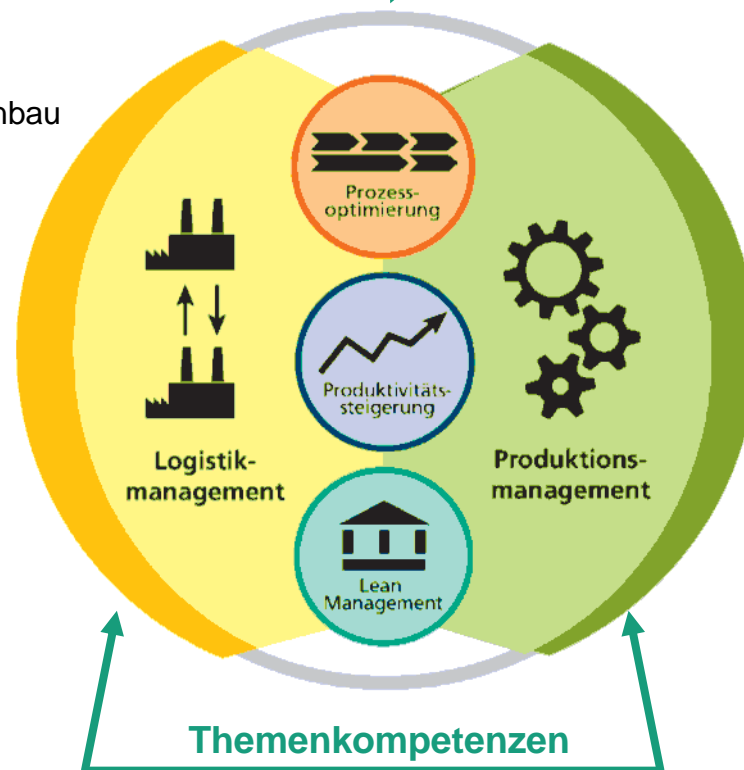 nbau
Prozess-
optimierung
Produktivitäts-
steigerung
Logistik-
management
Produktions-
management
Lean
Management
Themenkompetenzen